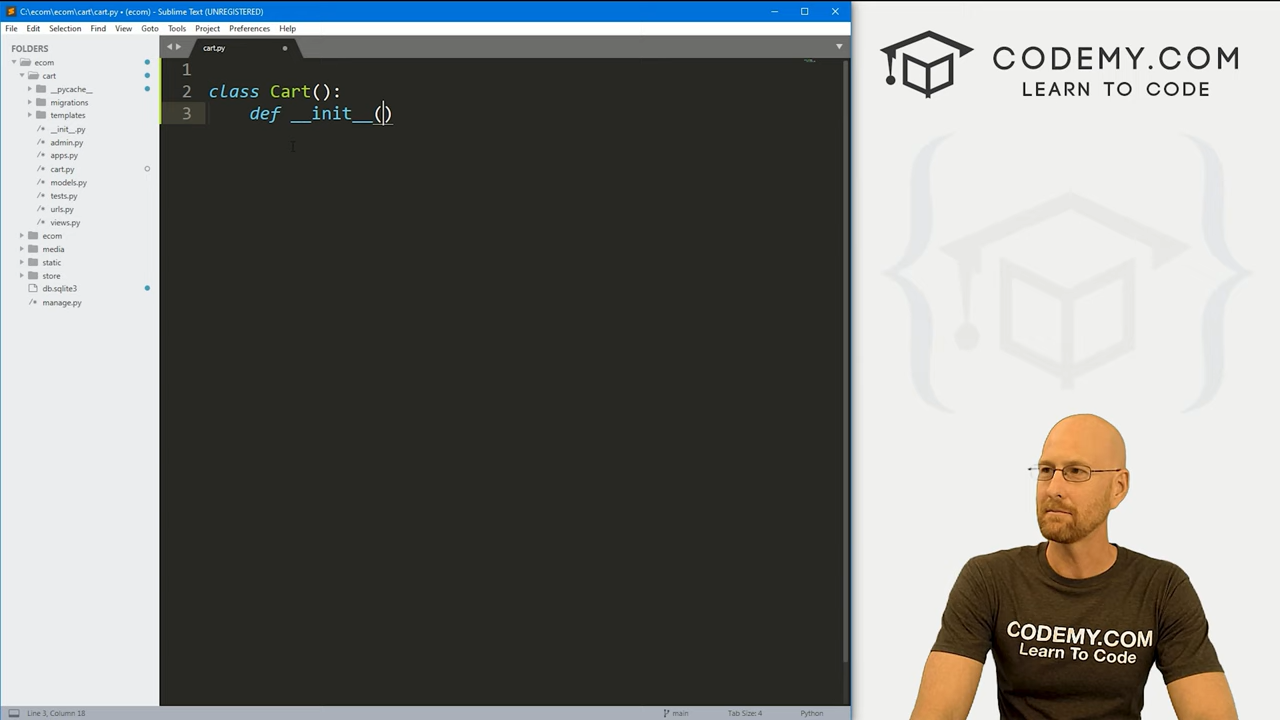 C:\ecom\ecom\cart\cart.py • (ecom) - Sublime Text (UNREGISTERED)
File Edit Selection Find View Goto Tools Project Preferences Help
FOLDERS
ecom
cart
__pycache__
migrations
templates
__init__.py
admin.py
apps.py
cart.py
models.py
tests.py
urls.py
views.py
ecom
media
static
store
db.sqlite3
manage.py
cart.py
1
2 class Cart():
3 def __init__()
Line 3, Column 18
main
Tab Size: 4
Python
CODEMY.COM
LEARN TO CODE
CODEMY.COM
Learn To Code